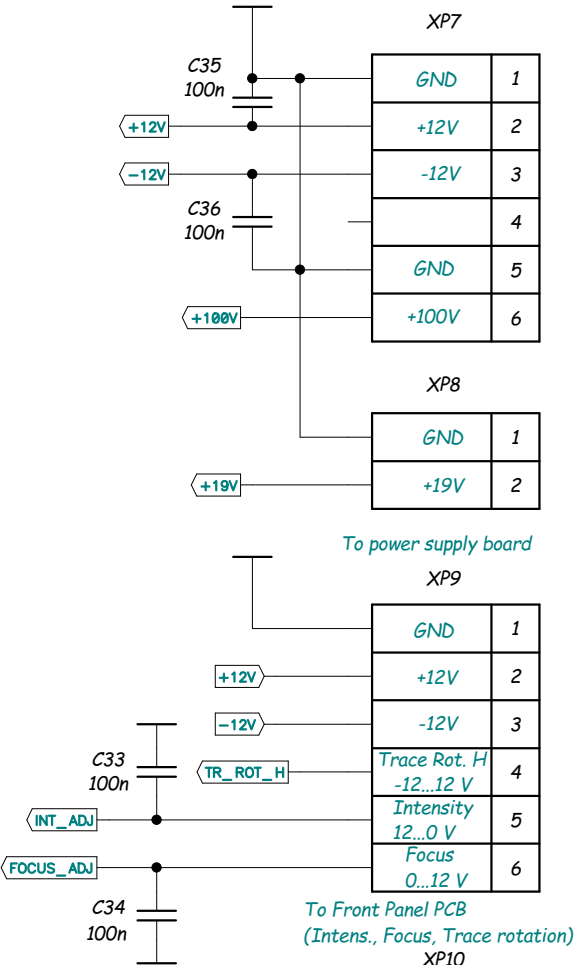 XP7
C35
100n
GND 1
+12V +12V 2
-12V -12V 3
C36
100n
4
GND 5
+100V +100V 6
XP8
GND 1
+19V +19V 2
To power supply board
XP9
GND 1
+12V +12V 2
-12V -12V 3
C33
100n
TR_ROT_H Trace Rot. H 4
-12...12 V
INT_ADJ Intensity 5
12...0 V
FOCUS_ADJ Focus 6
0...12 V
C34
100n
To Front Panel PCB
(Intens., Focus, Trace rotation)
XP10